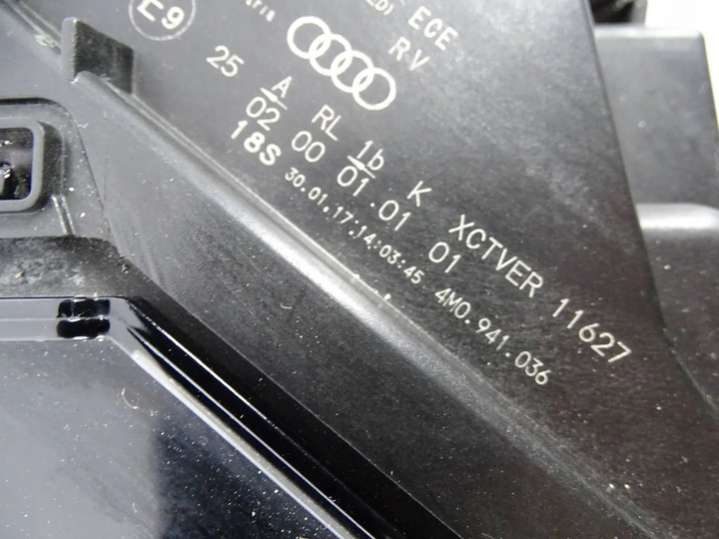 ECE
E9 R.V
25 A RL 1b K XCTVER 11627
02 00 01.01 01
18S 30.01.17.14:03:45 4M0.941.036